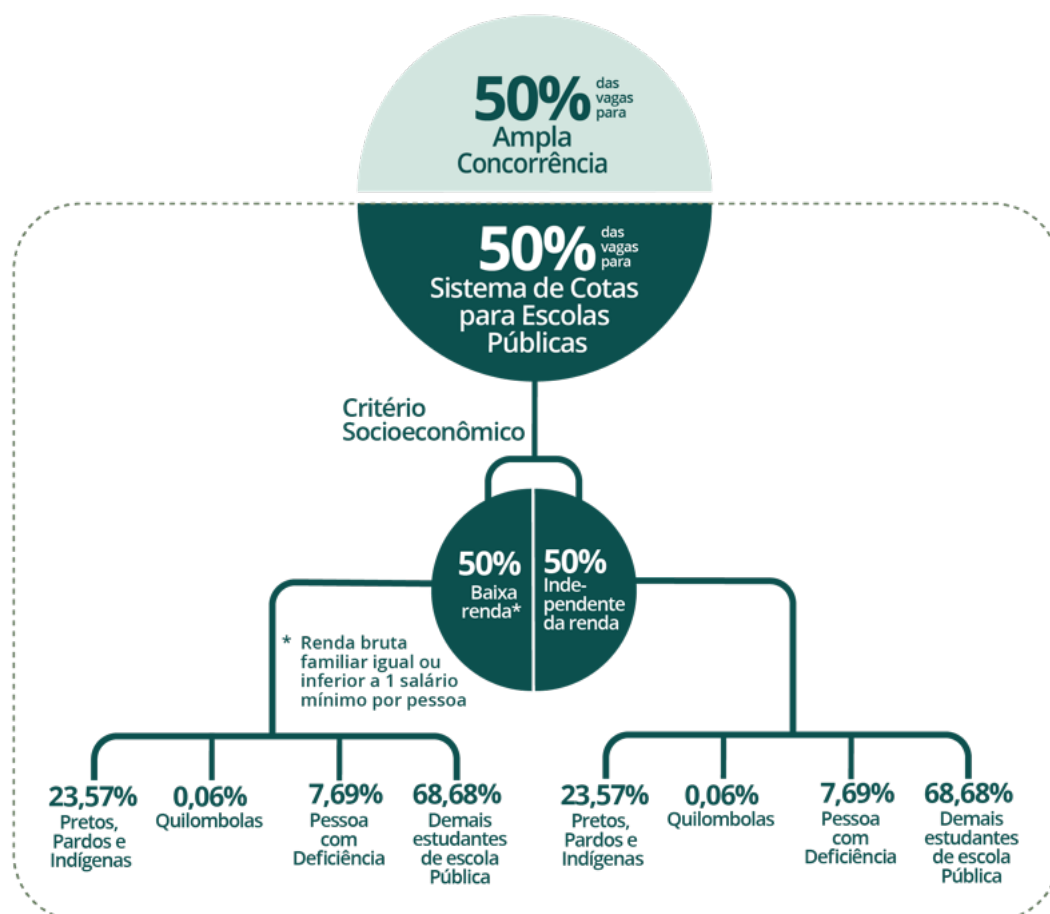 50% das
vagas
para
Ampla
Concorrência
50% das
vagas
para
Sistema de Cotas
para Escolas
Públicas
Critério
Socioeconômico
50%
Baixa
renda*
50%
Inde-
pendente
da renda
* Renda bruta
familiar igual ou
inferior a 1 salário
mínimo por pessoa
23,57%
Pretos,
Pardos e
Indígenas
0,06%
Quilombolas
7,69%
Pessoa
com
Deficiência
68,68%
Demais
estudantes
de escola
Pública
23,57%
Pretos,
Pardos e
Indígenas
0,06%
Quilombolas
7,69%
Pessoa
com
Deficiência
68,68%
Demais
estudantes
de escola
Pública